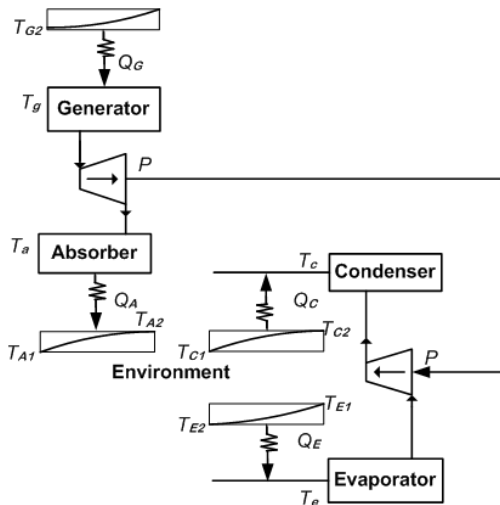 TG2
QG
Tg
Generator
P
Ta
Absorber
QA
TA2
TA1
Environment
Tc
Condenser
QC
TC2
TC1
P
TE1
TE2
QE
Evaporator
Te